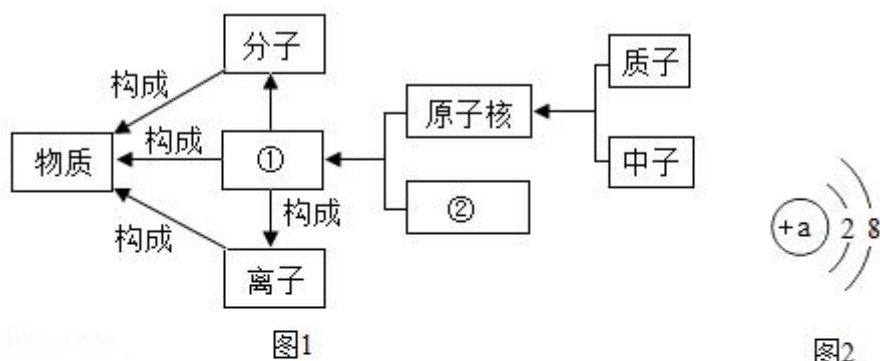 分子
质子
构成
原子核
构成
物质
①
中子
②
构成
构成
+a 2 8
离子
图1
图2